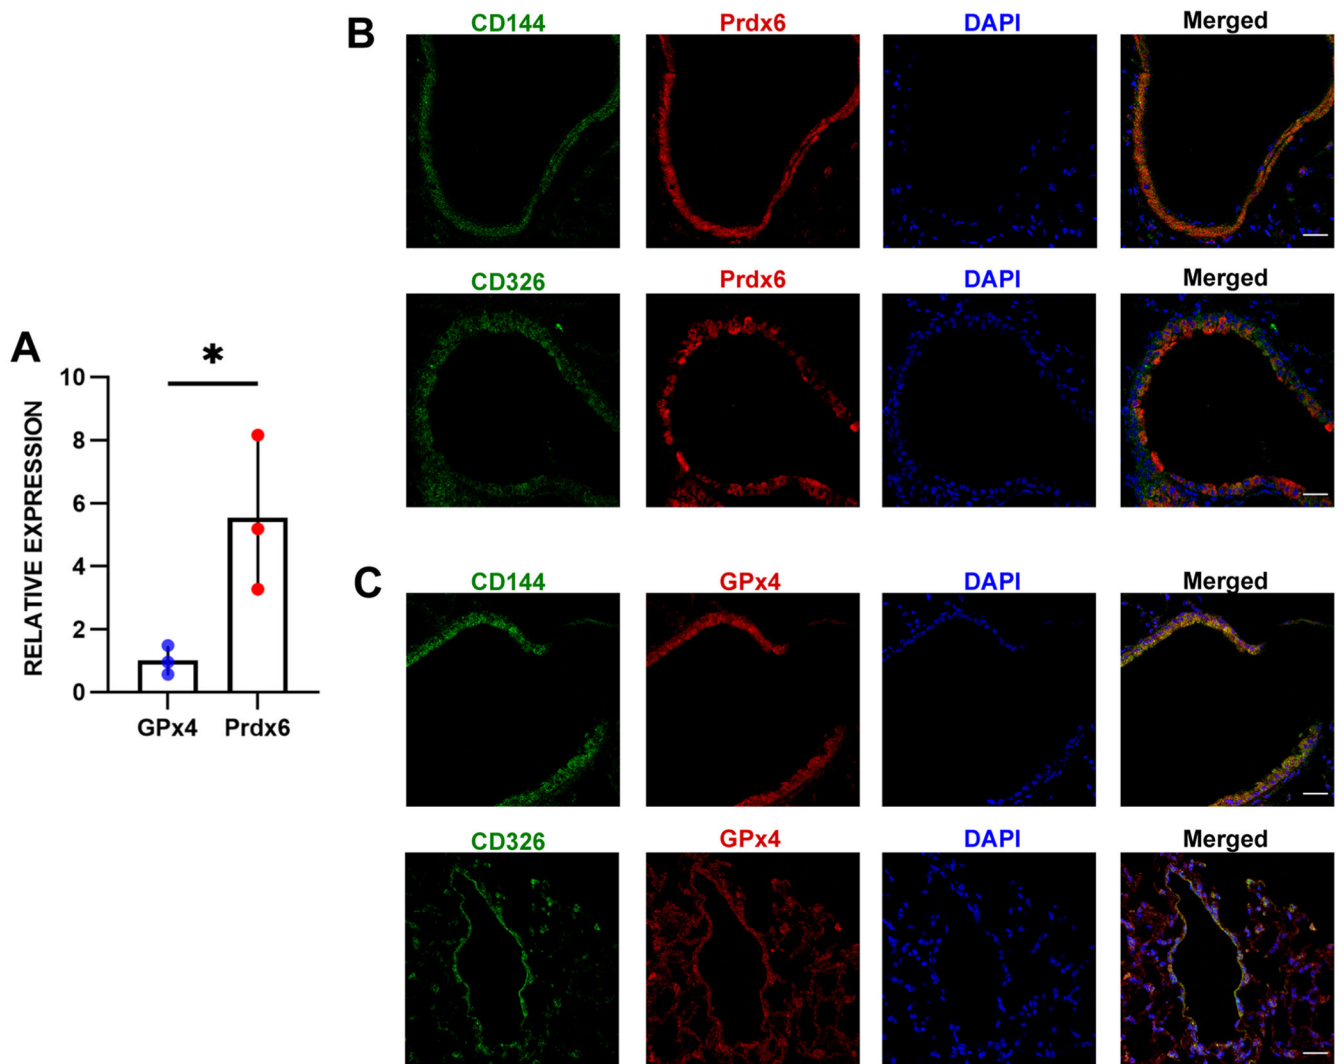 A
*
RELATIVE EXPRESSION
10
8
6
4
2
0
GPx4 Prdx6
B
CD144 Prdx6 DAPI Merged
CD326 Prdx6 DAPI Merged
C
CD144 GPx4 DAPI Merged
CD326 GPx4 DAPI Merged